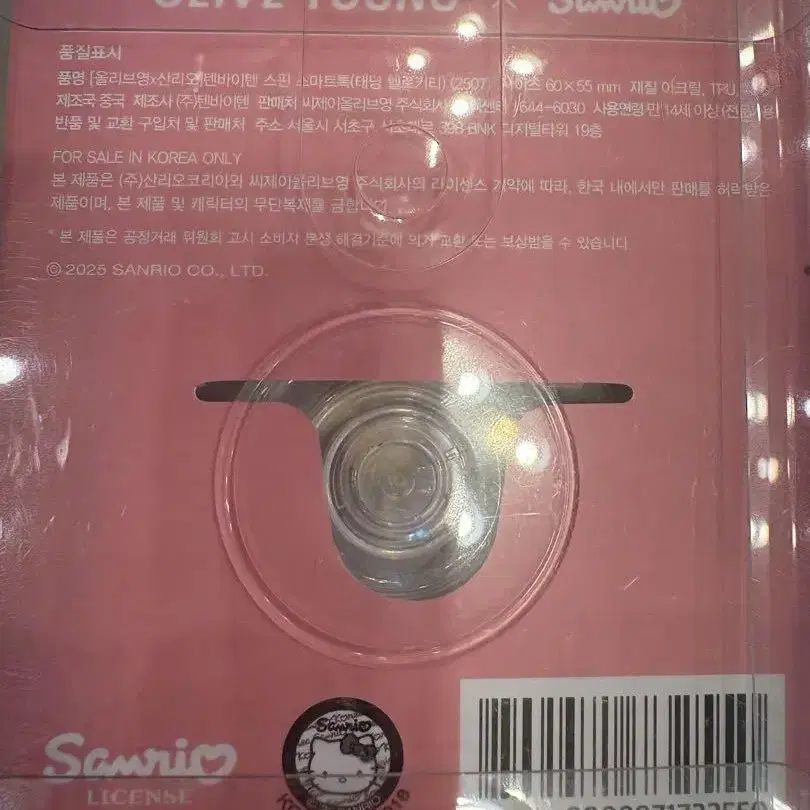 OLIVE YOUNG × Sanrio
품질표시
품명 [올리브영x산리오] 텐바이텐 스핀 스마트톡(태닝 헬로키티) (2507) 사이즈 60×55 mm 재질 아크릴, TPU,
제조국 중국 제조사 (주)텐바이텐 판매처 씨제이올리브영 주식회사 1644-6030 사용연령 만 14세 이상
반품 및 교환 구입처 및 판매처 주소 서울시 서초구 398 BNK 디지털타워 19층
FOR SALE IN KOREA ONLY
본 제품은 (주)산리오코리아와 씨제이올리브영 주식회사의 라이센스 계약에 따라, 한국 내에서만 판매를 허락 받은
제품이며, 본 제품 및 캐릭터의 무단복제를 금합니다.
* 본 제품은 공정거래 위원회 고시 소비자 분쟁 해결기준에 의거 교환 또는 보상받을 수 있습니다.
© 2025 SANRIO CO., LTD.
Sanrio
LICENSE
Sanrio